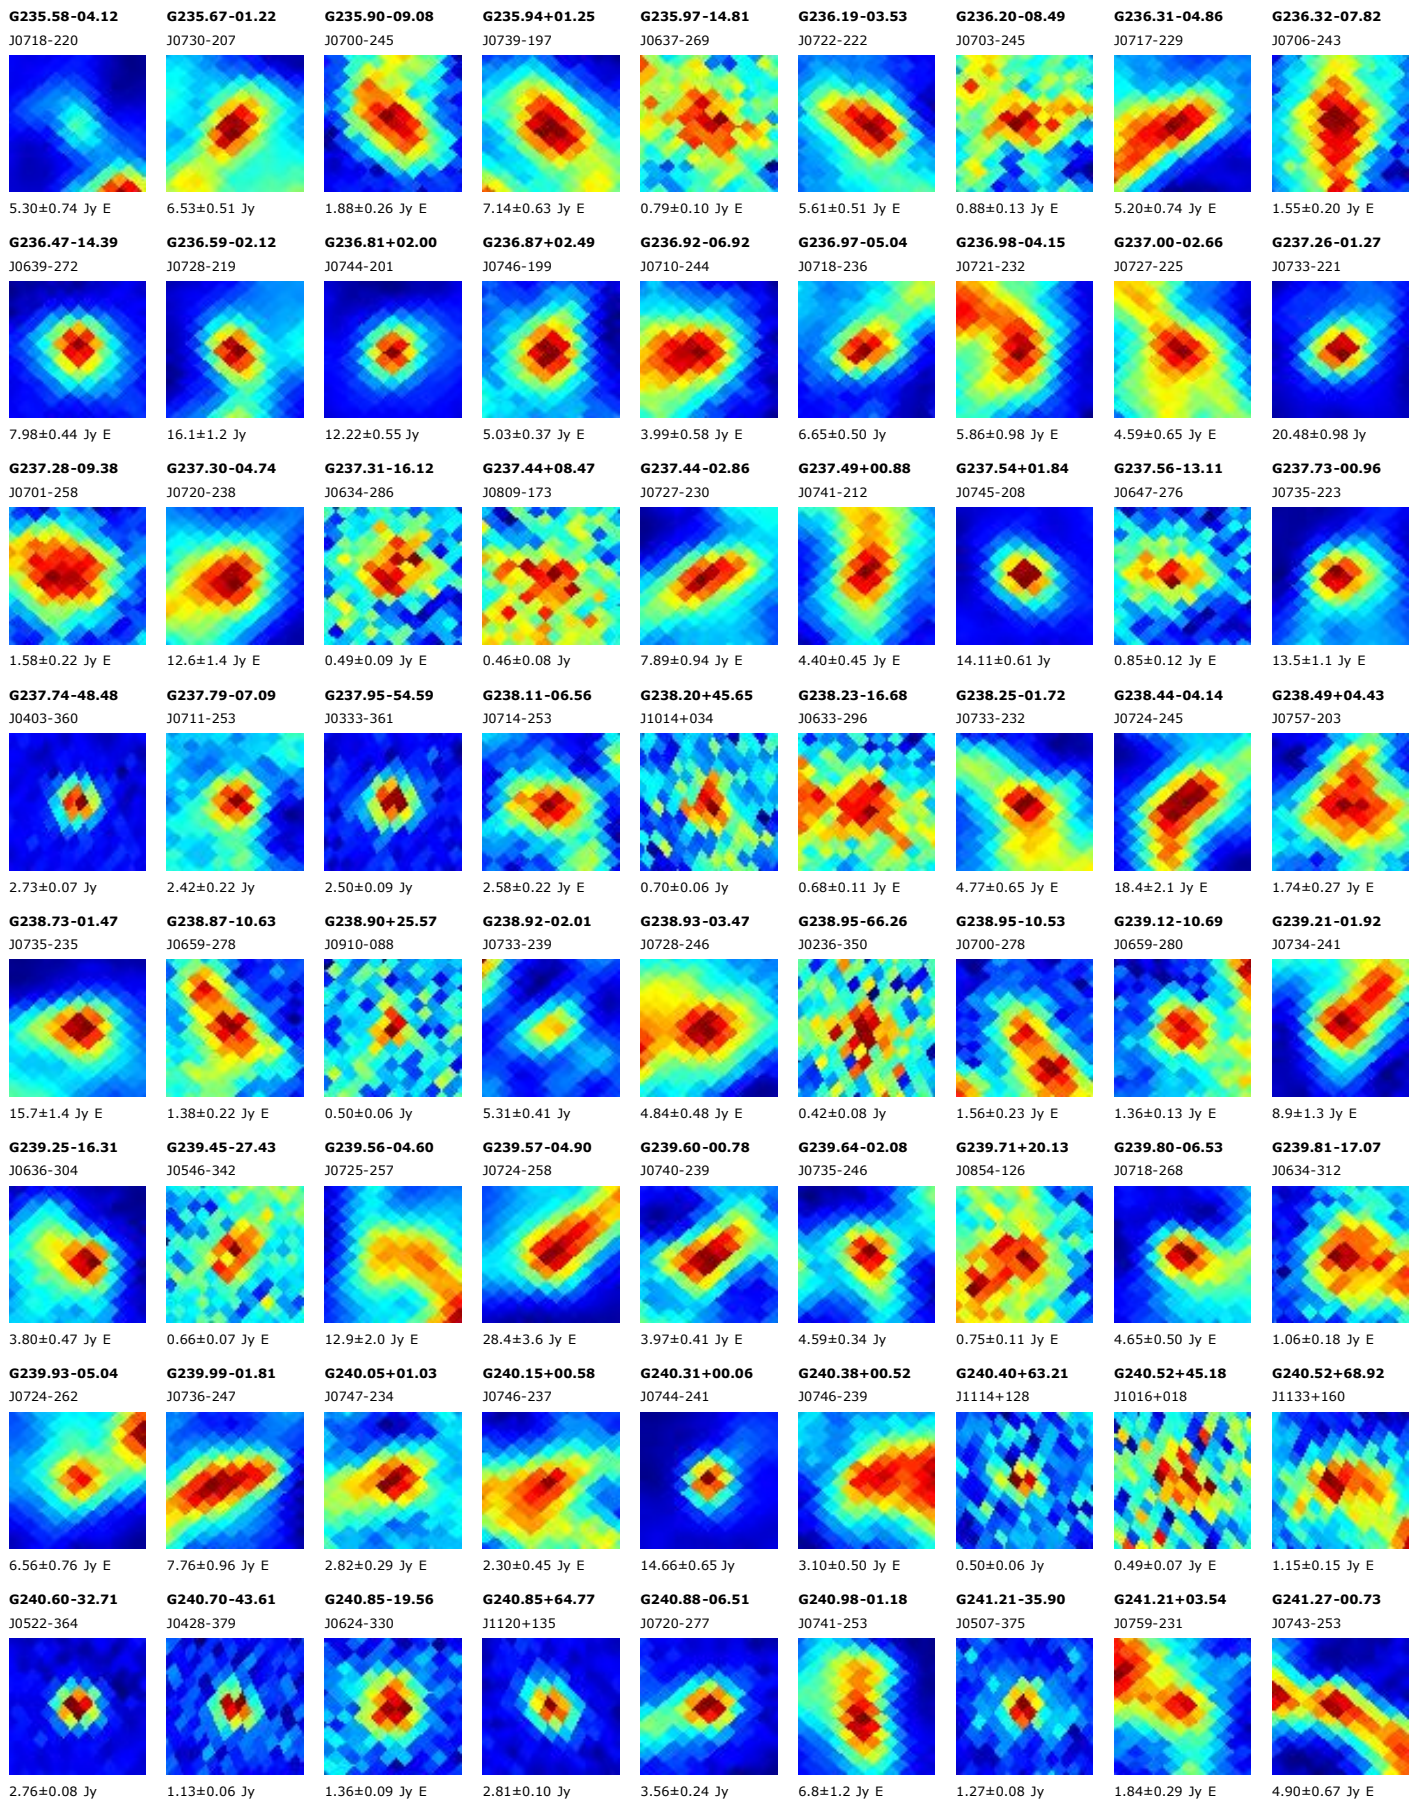 G235.58-04.12 G235.67-01.22 G235.90-09.08 G235.94+01.25 G235.97-14.81 G236.19-03.53 G236.20-08.49 G236.31-04.86 G236.32-07.82
J0718-220 J0730-207 J0700-245 J0739-197 J0637-269 J0722-222 J0703-245 J0717-229 J0706-243
5.30±0.74 Jy E 6.53±0.51 Jy 1.88±0.26 Jy E 7.14±0.63 Jy E 0.79±0.10 Jy E 5.61±0.51 Jy E 0.88±0.13 Jy E 5.20±0.74 Jy E 1.55±0.20 Jy E
G236.47-14.39 G236.59-02.12 G236.81+02.00 G236.87+02.49 G236.92-06.92 G236.97-05.04 G236.98-04.15 G237.00-02.66 G237.26-01.27
J0639-272 J0728-219 J0744-201 J0746-199 J0710-244 J0718-236 J0721-232 J0727-225 J0733-221
7.98±0.44 Jy E 16.1±1.2 Jy 12.22±0.55 Jy 5.03±0.37 Jy E 3.99±0.58 Jy E 6.65±0.50 Jy 5.86±0.98 Jy E 4.59±0.65 Jy E 20.48±0.98 Jy
G237.28-09.38 G237.30-04.74 G237.31-16.12 G237.44+08.47 G237.44-02.86 G237.49+00.88 G237.54+01.84 G237.56-13.11 G237.73-00.96
J0701-258 J0720-238 J0634-286 J0809-173 J0727-230 J0741-212 J0745-208 J0647-276 J0735-223
1.58±0.22 Jy E 12.6±1.4 Jy E 0.49±0.09 Jy E 0.46±0.08 Jy 7.89±0.94 Jy E 4.40±0.45 Jy E 14.11±0.61 Jy 0.85±0.12 Jy E 13.5±1.1 Jy E
G237.74-48.48 G237.79-07.09 G237.95-54.59 G238.11-06.56 G238.20+45.65 G238.23-16.68 G238.25-01.72 G238.44-04.14 G238.49+04.43
J0403-360 J0711-253 J0333-361 J0714-253 J1014+034 J0633-296 J0733-232 J0724-245 J0757-203
2.73±0.07 Jy 2.42±0.22 Jy 2.50±0.09 Jy 2.58±0.22 Jy E 0.70±0.06 Jy 0.68±0.11 Jy E 4.77±0.65 Jy E 18.4±2.1 Jy E 1.74±0.27 Jy E
G238.73-01.47 G238.87-10.63 G238.90+25.57 G238.92-02.01 G238.93-03.47 G238.95-66.26 G238.95-10.53 G239.12-10.69 G239.21-01.92
J0735-235 J0659-278 J0910-088 J0733-239 J0728-246 J0236-350 J0700-278 J0659-280 J0734-241
15.7±1.4 Jy E 1.38±0.22 Jy E 0.50±0.06 Jy 5.31±0.41 Jy 4.84±0.48 Jy E 0.42±0.08 Jy 1.56±0.23 Jy E 1.36±0.13 Jy E 8.9±1.3 Jy E
G239.25-16.31 G239.45-27.43 G239.56-04.60 G239.57-04.90 G239.60-00.78 G239.64-02.08 G239.71+20.13 G239.80-06.53 G239.81-17.07
J0636-304 J0546-342 J0725-257 J0724-258 J0740-239 J0735-246 J0854-126 J0718-268 J0634-312
3.80±0.47 Jy E 0.66±0.07 Jy E 12.9±2.0 Jy E 28.4±3.6 Jy E 3.97±0.41 Jy E 4.59±0.34 Jy 0.75±0.11 Jy E 4.65±0.50 Jy E 1.06±0.18 Jy E
G239.93-05.04 G239.99-01.81 G240.05+01.03 G240.15+00.58 G240.31+00.06 G240.38+00.52 G240.40+63.21 G240.52+45.18 G240.52+68.92
J0724-262 J0736-247 J0747-234 J0746-237 J0744-241 J0746-239 J1114+128 J1016+018 J1133+160
6.56±0.76 Jy E 7.76±0.96 Jy E 2.82±0.29 Jy E 2.30±0.45 Jy E 14.66±0.65 Jy 3.10±0.50 Jy E 0.50±0.06 Jy 0.49±0.07 Jy E 1.15±0.15 Jy E
G240.60-32.71 G240.70-43.61 G240.85-19.56 G240.85+64.77 G240.88-06.51 G240.98-01.18 G241.21-35.90 G241.21+03.54 G241.27-00.73
J0522-364 J0428-379 J0624-330 J1120+135 J0720-277 J0741-253 J0507-375 J0759-231 J0743-253
2.76±0.08 Jy 1.13±0.06 Jy 1.36±0.09 Jy E 2.81±0.10 Jy 3.56±0.24 Jy 6.8±1.2 Jy E 1.27±0.08 Jy 1.84±0.29 Jy E 4.90±0.67 Jy E